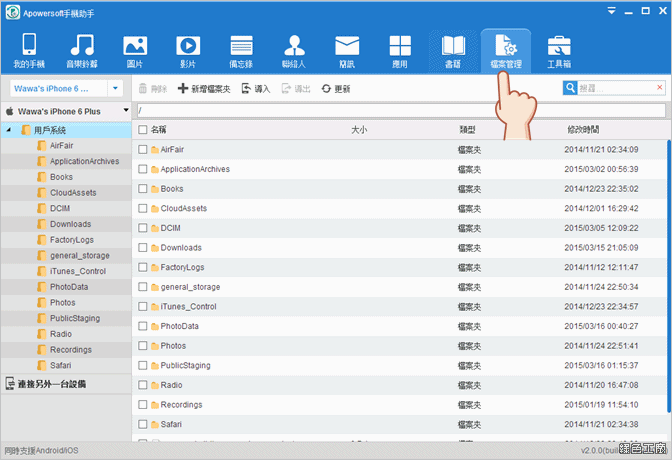 Apowersoft手機助手
我的手機 音樂鈴聲 圖片 影片 備忘錄 聯絡人 簡訊 應用 書籍 檔案管理 工具箱
Wawa's iPhone 6 ... 刪除 新增檔案夾 導入 導出 更新 搜尋...
Wawa's iPhone 6 Plus /
用戶系統 名稱 大小 類型 修改時間
AirFair
ApplicationArchives
Books
CloudAssets
DCIM
Downloads
FactoryLogs
general_storage
iTunes_Control
PhotoData
Photos
PublicStaging
Radio
Recordings
Safari
連接另外一台設備
AirFair 檔案夾 2014/11/21 02:34:09
ApplicationArchives 檔案夾 2015/03/02 00:56:39
Books 檔案夾 2014/12/23 22:35:02
CloudAssets 檔案夾 2014/12/01 16:29:42
DCIM 檔案夾 2015/03/05 12:09:22
Downloads 檔案夾 2015/03/15 21:05:09
FactoryLogs 檔案夾 2014/11/12 12:11:47
general_storage 檔案夾 2014/11/24 22:50:34
iTunes_Control 檔案夾 2014/12/23 22:34:57
PhotoData 檔案夾 2015/03/16 00:40:27
Photos 檔案夾 2014/11/24 22:51:41
PublicStaging 檔案夾 2015/03/16 01:15:37
Radio 檔案夾 2014/11/20 16:47:08
Recordings 檔案夾 2015/01/19 11:54:10
Safari 檔案夾 2014/11/21 02:34:38
同時支援Android/iOS v2.0.0(build
綠色工廠